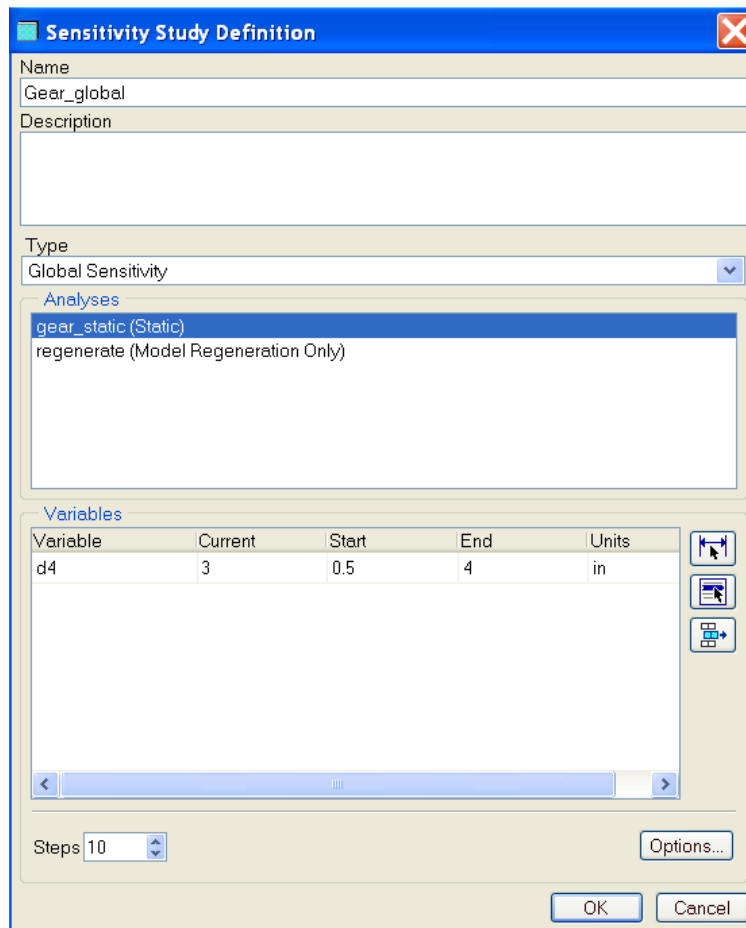 Sensitivity Study Definition
Name
Gear_global
Description
Type
Global Sensitivity
Analyses
gear_static (Static)
regenerate (Model Regeneration Only)
Variables
Variable Current Start End Units
d4 3 0.5 4 in
Steps 10 Options...
OK Cancel